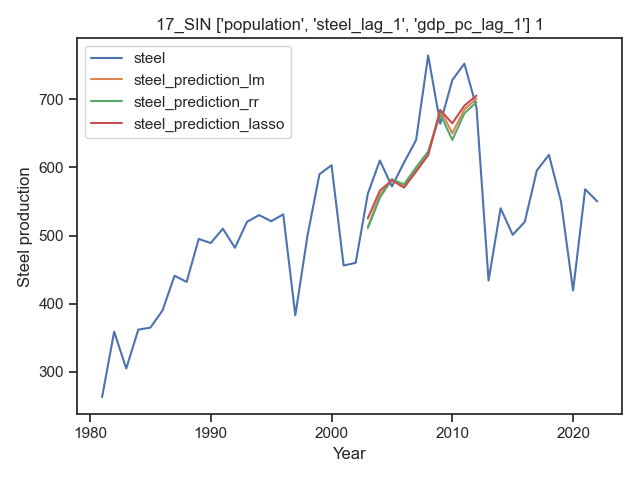 17_SIN ['population', 'steel_lag_1', 'gdp_pc_lag_1'] 1
steel
steel_prediction_lm
steel_prediction_rr
steel_prediction_lasso
Steel production
700
600
500
400
300
1980
1990
2000
2010
2020
Year